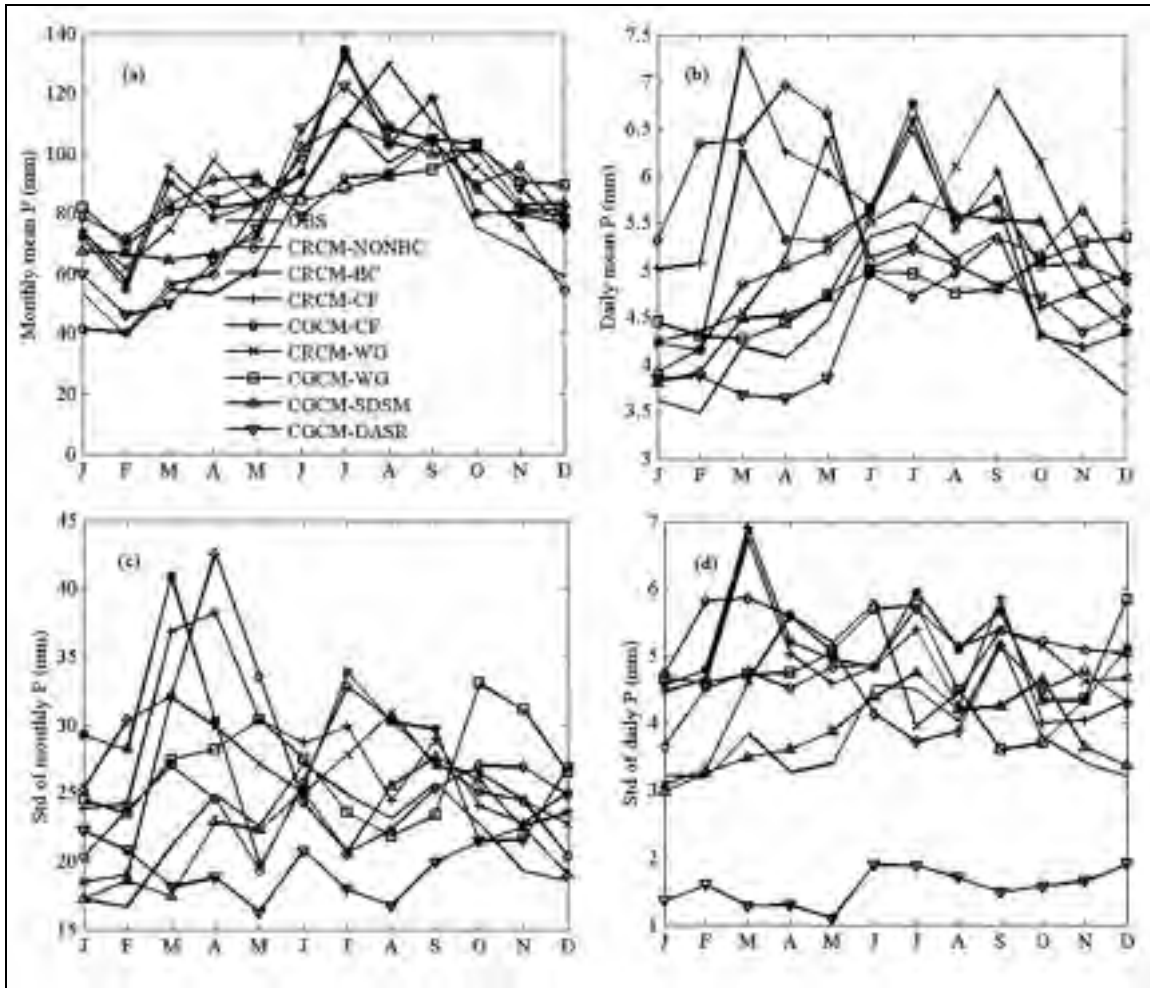 140
120
100
80
60
40
20
0
Monthly mean P (mm)
(a)
OBS
CRCM-NONBC
CRCM-BC
CRCM-CF
CGCM-CF
CRCM-WG
CGCM-WG
CGCM-SDSM
CGCM-DASR
J F M A M J J A S O N D
7.5
7
6.5
6
5.5
5
4.5
4
3.5
3
Daily mean P (mm)
(b)
J F M A M J J A S O N D
45
40
35
30
25
20
15
Std of monthly P (mm)
(c)
J F M A M J J A S O N D
7
6
5
4
3
1
Std of daily P (mm)
(d)
J F M A M J J A S O N D